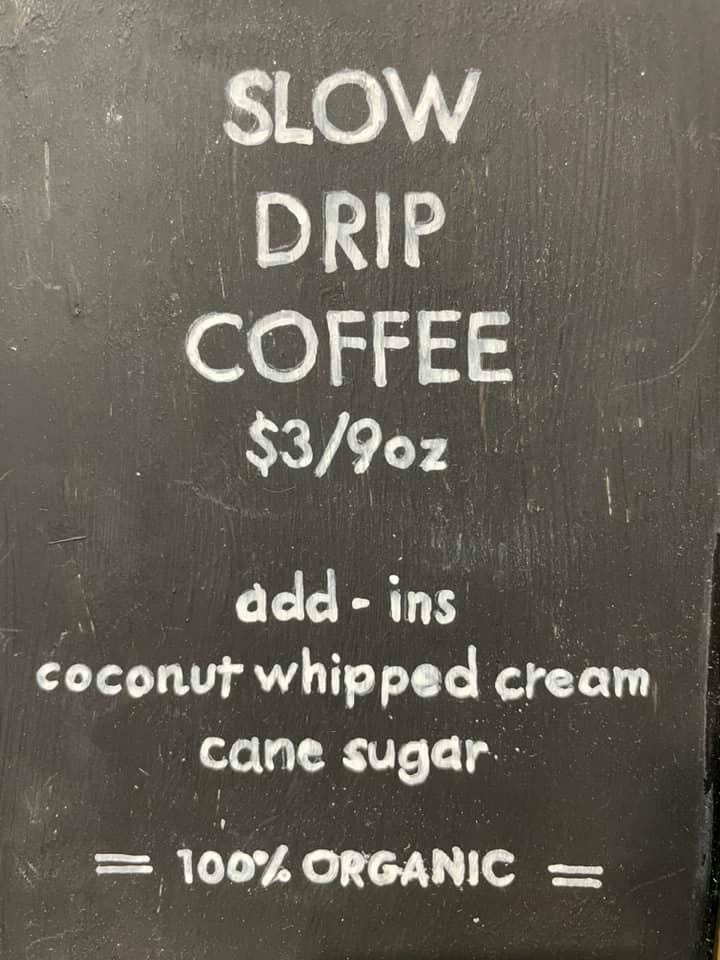 SLOW
DRIP
COFFEE
$3/9oz
add - ins
coconut whipped cream
cane sugar
= 100% ORGANIC =